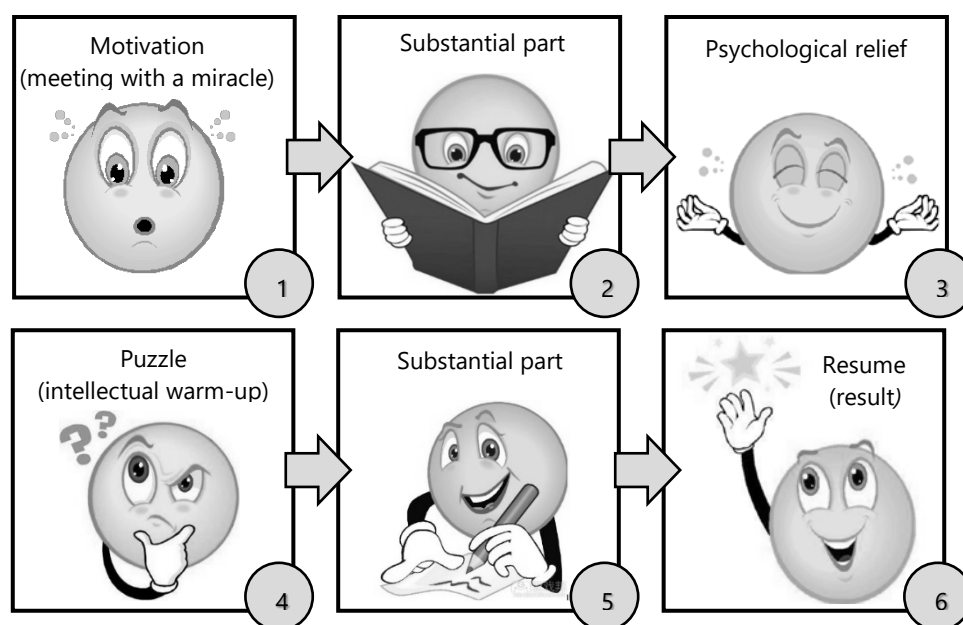 Motivation
(meeting with a miracle)
1
Substantial part
2
Psychological relief
3
Puzzle
(intellectual warm-up)
??
4
Substantial part
5
Resume
(result)
6